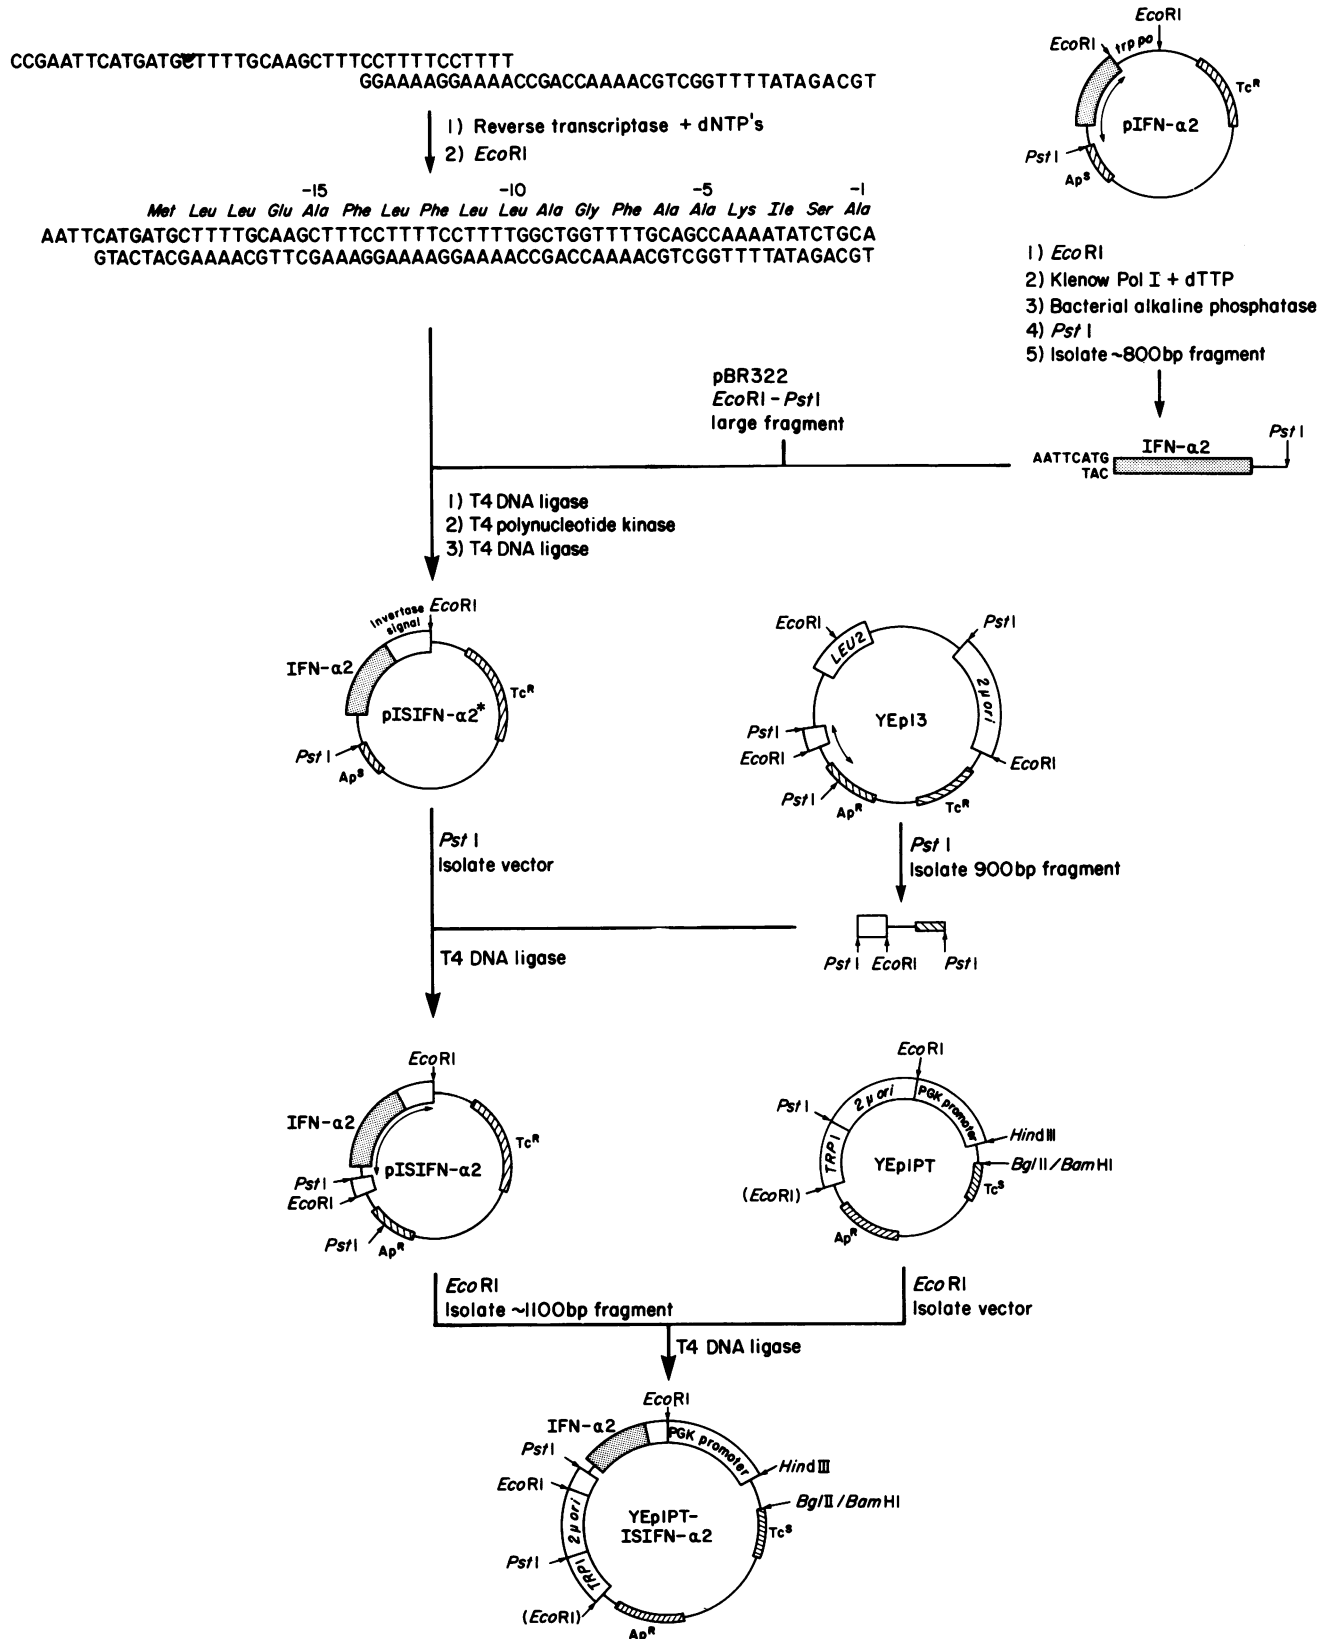 CCGAATTCATGATGCTTTTGCAAGCTTTCCTTTTCCTTTT
GGAAAAGGAAAACCGACCAAAACGTCGGTTTTATAGACGT
1) Reverse transcriptase + dNTP's
2) EcoRI
-15 -10 -5 -1
Met Leu Leu Glu Ala Phe Leu Phe Leu Leu Ala Gly Phe Ala Ala Lys Ile Ser Ala
AATTCATGATGCTTTTGCAAGCTTTCCTTTTCCTTTTGGCTGGTTTTGCAGCCAAAATATCTGCA
GTACTACGAAAACGTTCGAAAGGAAAAGGAAAACCGACCAAAACGTCGGTTTTATAGACGT
EcoRI
EcoRI
trp po
TcR
pIFN-α2
PstI
ApS
1) EcoRI
2) Klenow Pol I + dTTP
3) Bacterial alkaline phosphatase
4) PstI
5) Isolate ~800bp fragment
pBR322
EcoRI-PstI
large fragment
PstI
IFN-α2
AATTCATG
TAC
1) T4 DNA ligase
2) T4 polynucleotide kinase
3) T4 DNA ligase
Invertase
signal
EcoRI
IFN-α2
TcR
pISIFN-α2*
PstI
ApS
EcoRI
LEU2
PstI
2μ ori
YEp13
PstI
EcoRI
EcoRI
PstI
ApR
TcR
PstI
Isolate vector
PstI
Isolate 900bp fragment
PstI EcoRI PstI
T4 DNA ligase
EcoRI
IFN-α2
TcR
pISIFN-α2
PstI
EcoRI
PstI
ApR
EcoRI
2μ ori
PGK promoter
PstI
HindIII
TRP1
YEp1PT
BglII/BamHI
TcS
(EcoRI)
ApR
EcoRI
Isolate ~1100bp fragment
EcoRI
Isolate vector
T4 DNA ligase
EcoRI
IFN-α2
PGK promoter
PstI
HindIII
EcoRI
BglII/BamHI
2μ ori
YEp1PT-
ISIFN-α2
TcS
PstI
TRP1
(EcoRI)
ApR